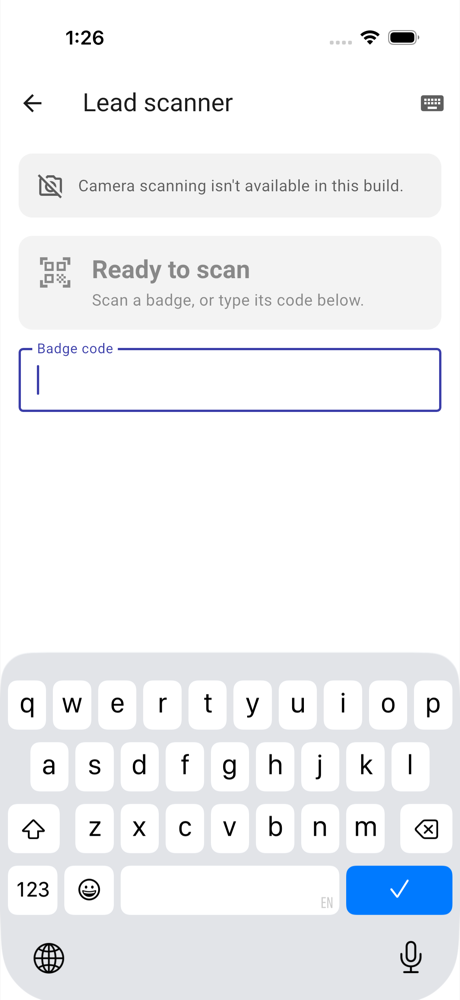 1:26
Lead scanner
Camera scanning isn't available in this build.
Ready to scan
Scan a badge, or type its code below.
Badge code
q w e r t y u i o p
a s d f g h j k l
z x c v b n m
123
EN